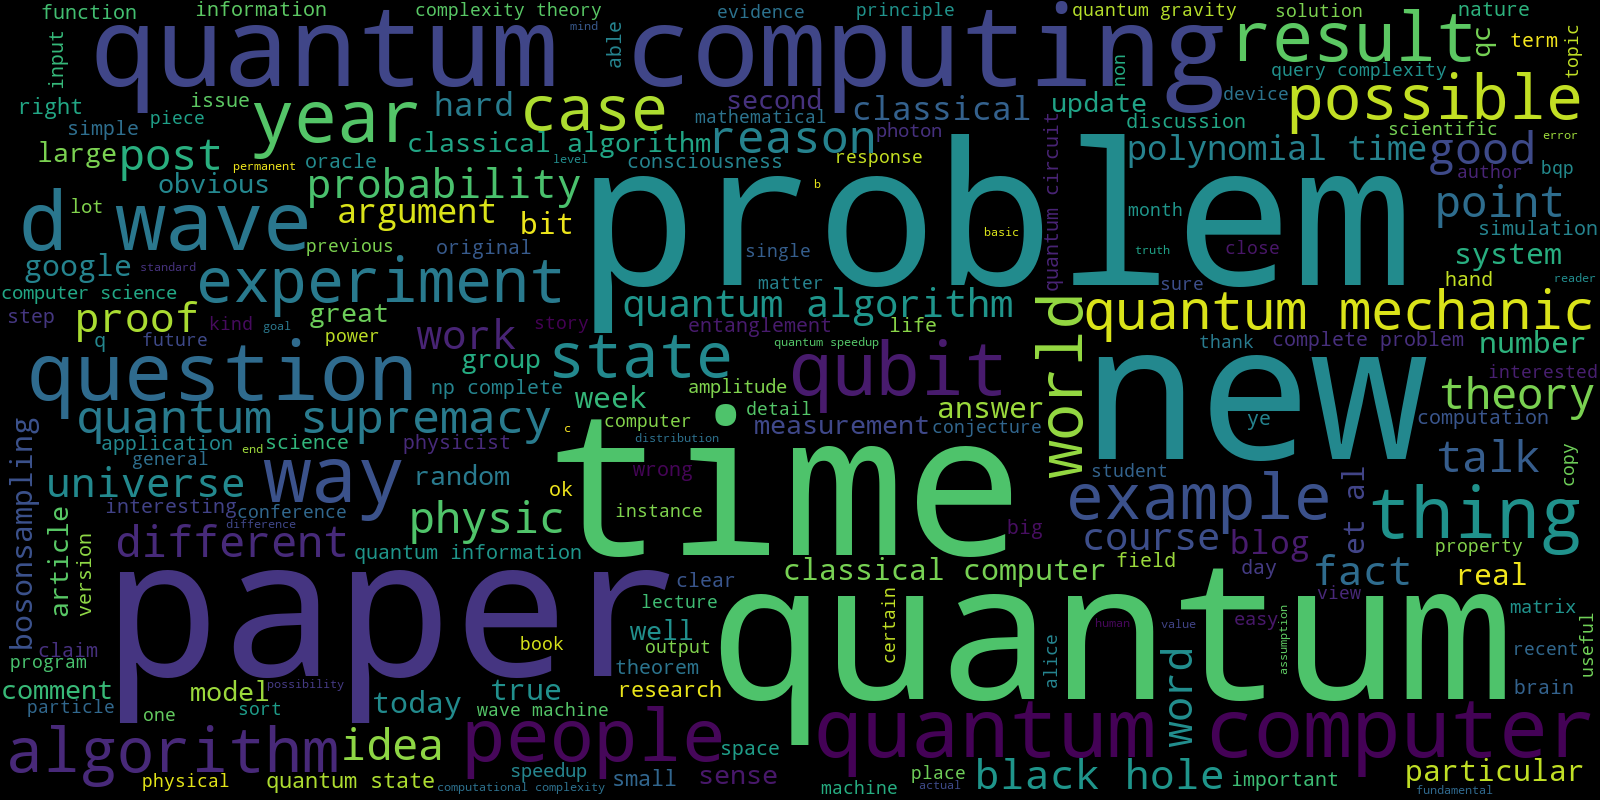 function
information
complexity theory
evidence
principle
quantum gravity
solution
nature
quantum computing
mind
able
input
result
qc
term
topic
non
query complexity
device
possible
right
issue
year
hard
case
second
classical
update
piece
simple
mathematical
discussion
scientific
error
large
post
classical algorithm
reason
photon
polynomial time
good
permanent
oracle
level
consciousness
response
author
bqp
obvious
probability
b
problem
quantum circuit
lot
argument
bit
month
point
d wave
previous
original
single
basic
truth
close
simulation
system
google
standard
experiment
matter
sure
hand
reader
computer science
quantum algorithm
world
quantum mechanic
step
proof
kind
goal
great
work
story
entanglement
life
q
future
power
quantum speedup
thank
complete problem
number
question
group
state
qubit
new
interested
np complete
week
amplitude
theory
quantum supremacy
c
computer
detail
answer
ye
computation
application
end
science
physicist
distribution
measurement
conjecture
bosonsampling
general
way
random
wrong
time
student
talk
copy
universe
ok
et al
interesting
conference
physic
instance
example
thing
article
difference
big
version
different
quantum information
course
blog
property
classical computer
field
day
fact
real
paper
clear
lecture
certain
quantum
human
value
easy
view
assumption
matrix
useful
claim
book
well
output
alice
recent
program
theorem
word
comment
model
possibility
true
research
brain
particle
one
sort
today
wave machine
algorithm
idea
people
space
quantum computer
physical
quantum state
computational complexity
speedup
small
sense
machine
place
actual
black hole
important
particular
fundamental